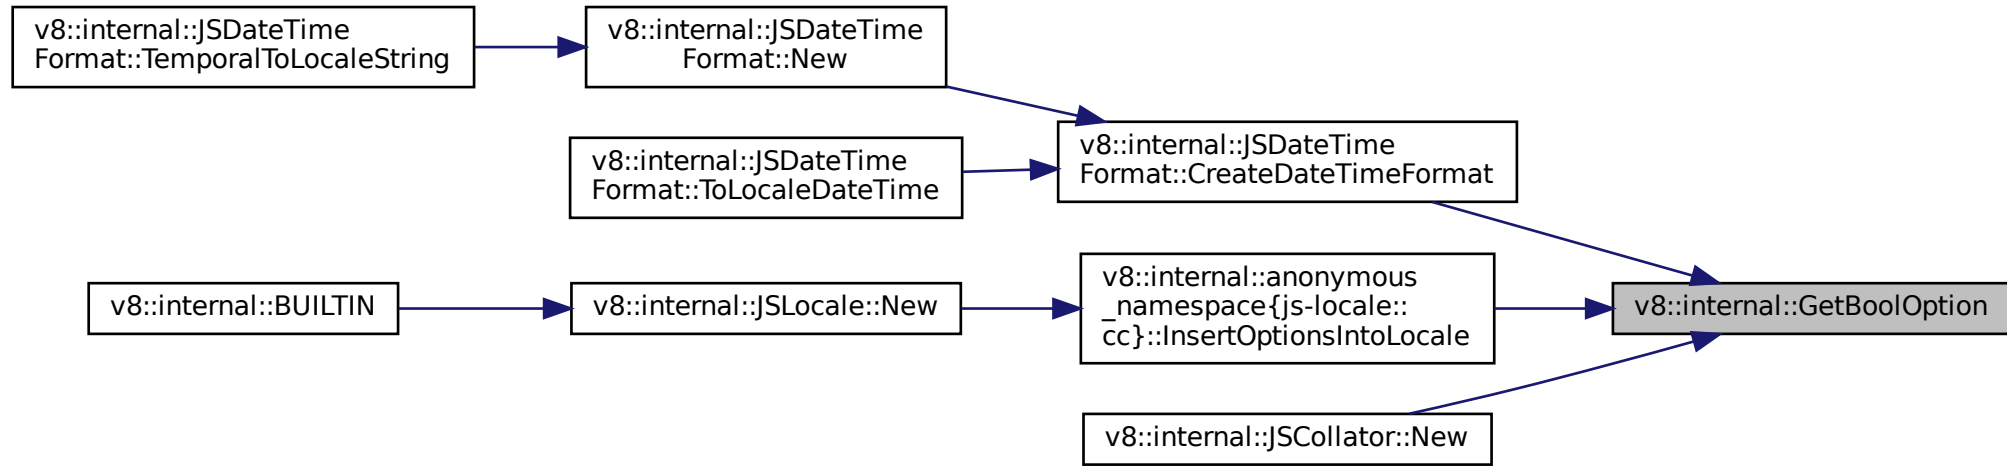 v8::internal::JSDateTime
Format::TemporalToLocaleString
v8::internal::JSDateTime
Format::New
v8::internal::JSDateTime
Format::ToLocaleDateTime
v8::internal::JSDateTime
Format::CreateDateTimeFormat
v8::internal::BUILTIN
v8::internal::JSLocale::New
v8::internal::anonymous
_namespace{js-locale::
cc}::InsertOptionsIntoLocale
v8::internal::GetBoolOption
v8::internal::JSCollator::New